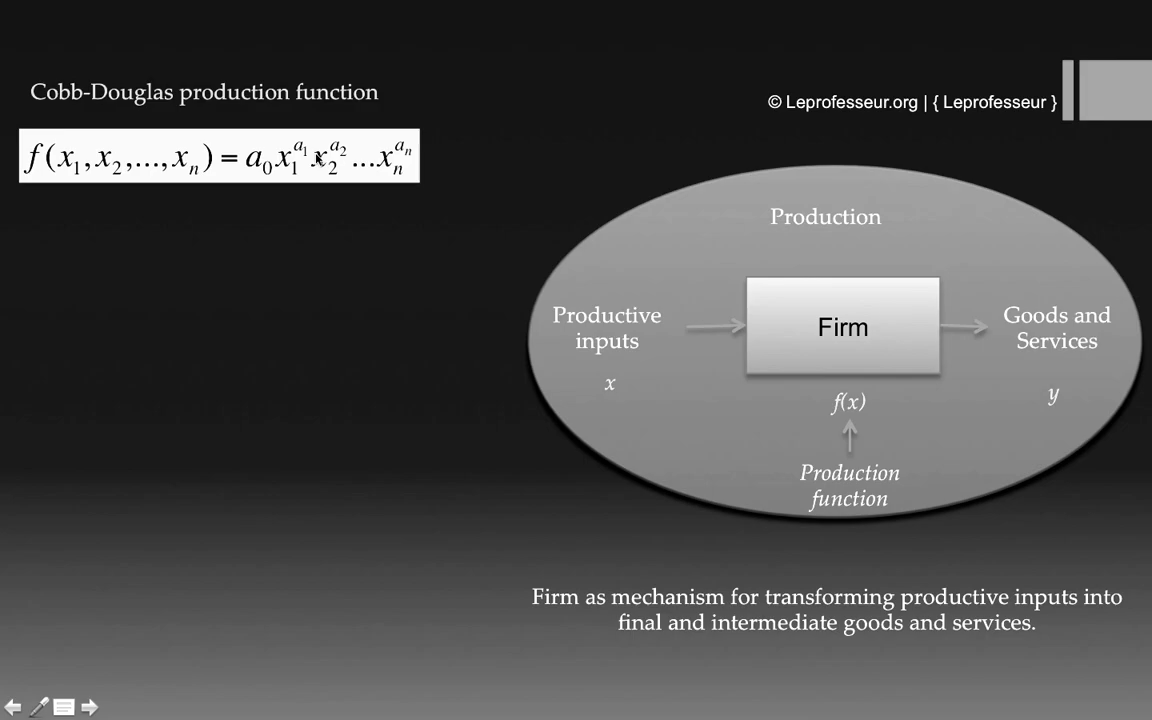 Cobb-Douglas production function
© Leprofesseur.org | { Leprofesseur }
f(x₁, x₂,..., xₙ) = a₀x₁^{a₁}x₂^{a₂}...xₙ^{aₙ}
Production
Productive
inputs
x
Firm
f(x)
Production
function
Goods and
Services
y
Firm as mechanism for transforming productive inputs into
final and intermediate goods and services.